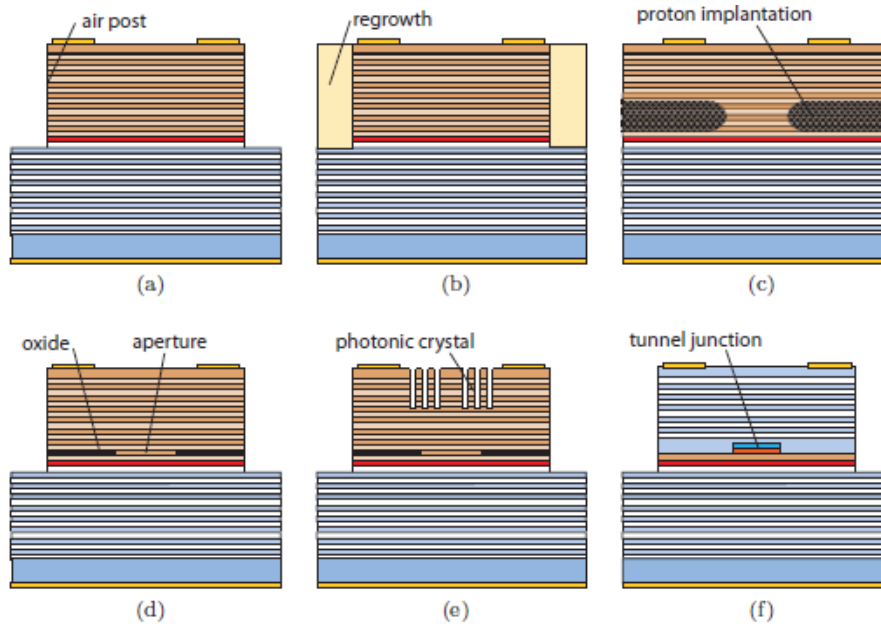 air post
regrowth
proton implantation
(a)
(b)
(c)
oxide
aperture
photonic crystal
tunnel junction
(d)
(e)
(f)